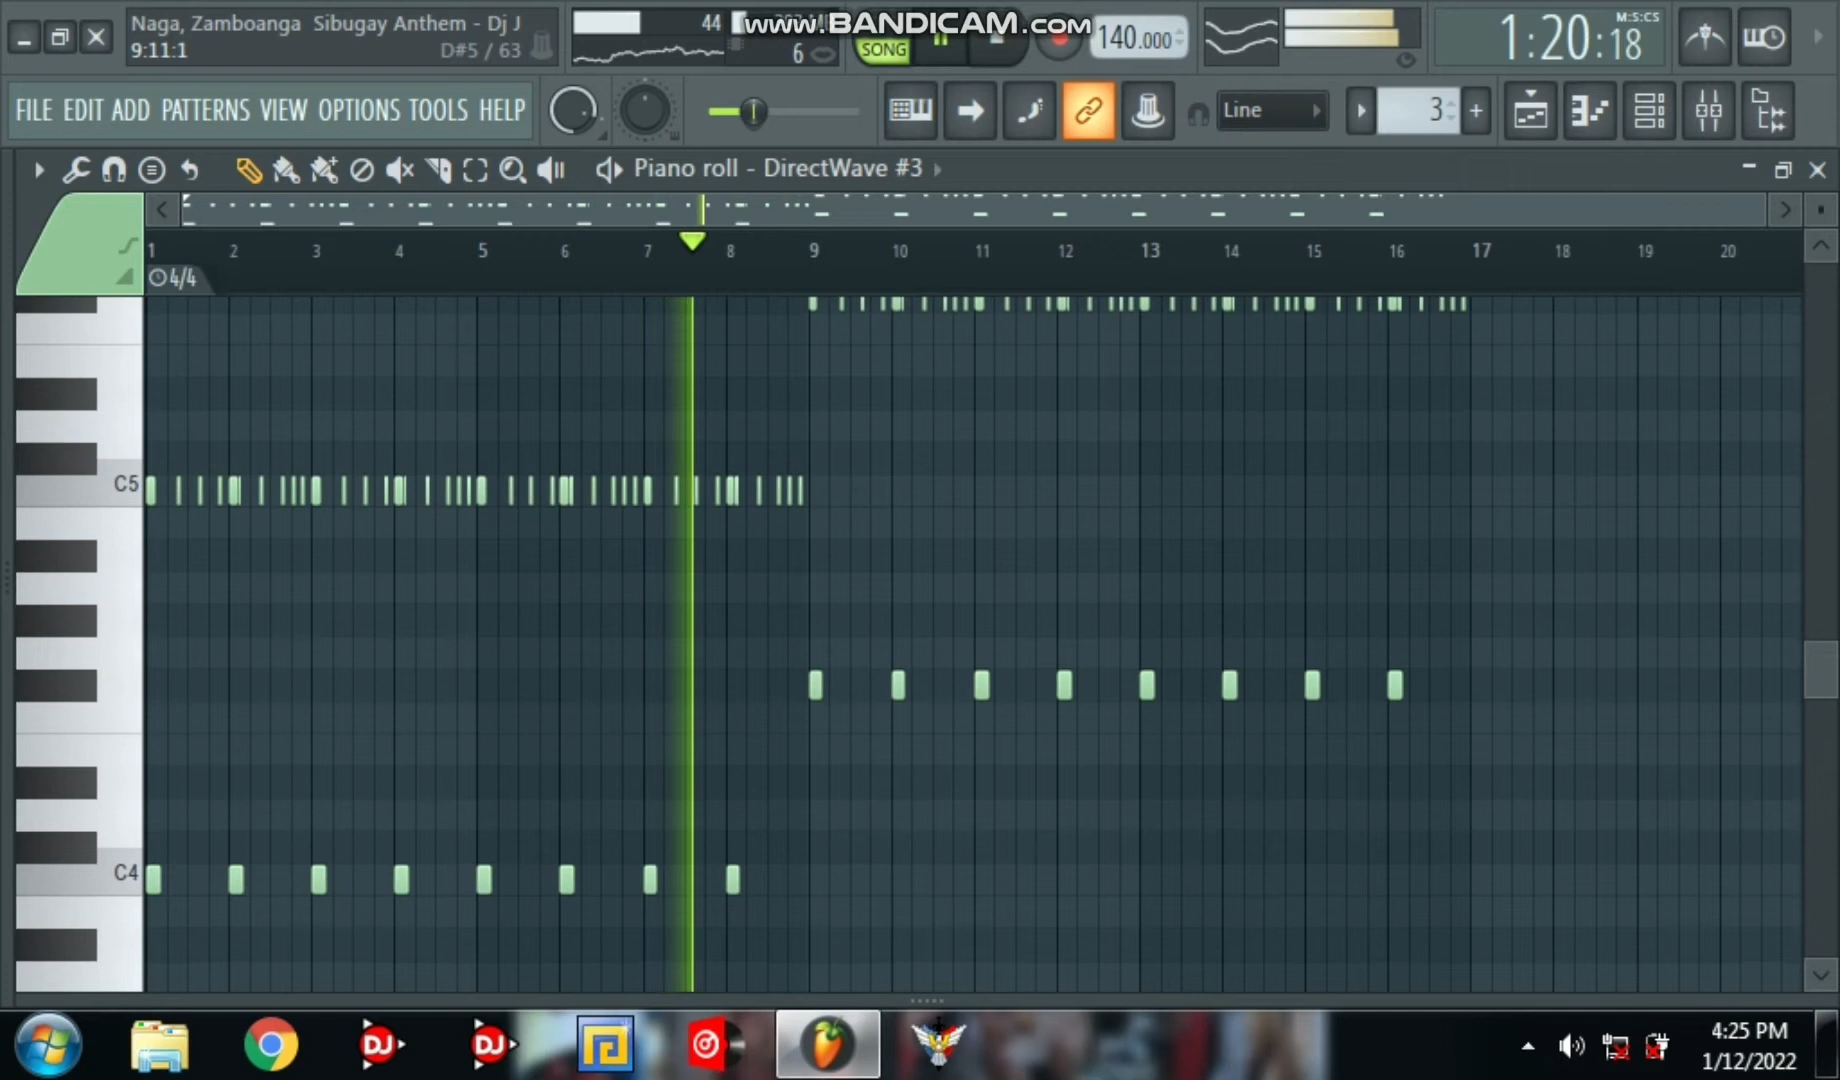 Naga, Zamboanga Sibugay Anthem - Dj J
9:11:1
D#5 / 63
44
6
www.BANDICAM.com
SONG
140.000
M:S:CS
1:20:18
FILE EDIT ADD PATTERNS VIEW OPTIONS TOOLS HELP
Line
3
Piano roll - DirectWave #3
1 2 3 4 5 6 7 8 9 10 11 12 13 14 15 16 17 18 19 20
4/4
C5
C4
DJ
DJ
4:25 PM
1/12/2022